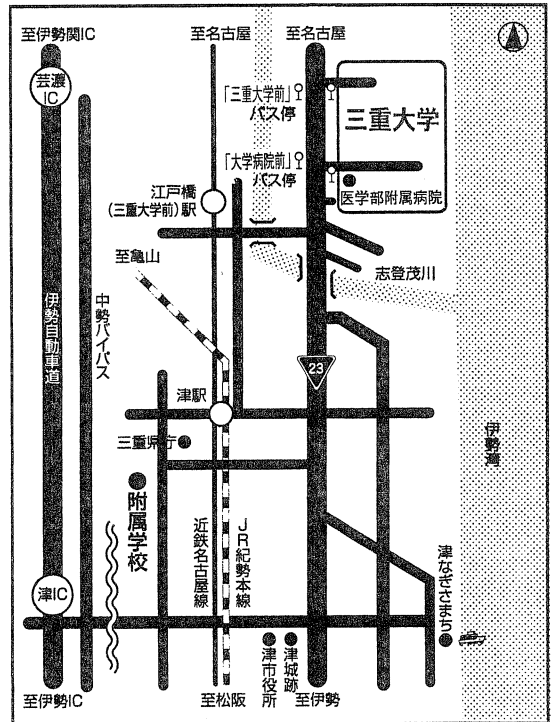 至伊勢関IC
至名古屋
至名古屋
芸濃
IC
「三重大学前」
バス停
三重大学
「大学病院前」
バス停
医学部附属病院
江戸橋
(三重大学前)駅
至亀山
志登茂川
伊勢自動車道
中勢バイパス
23
津駅
三重県庁
伊勢湾
附属学校
近鉄名古屋線
JR紀勢本線
津なぎさまち
津IC
至伊勢IC
至松阪
津市役所
津城跡
至伊勢